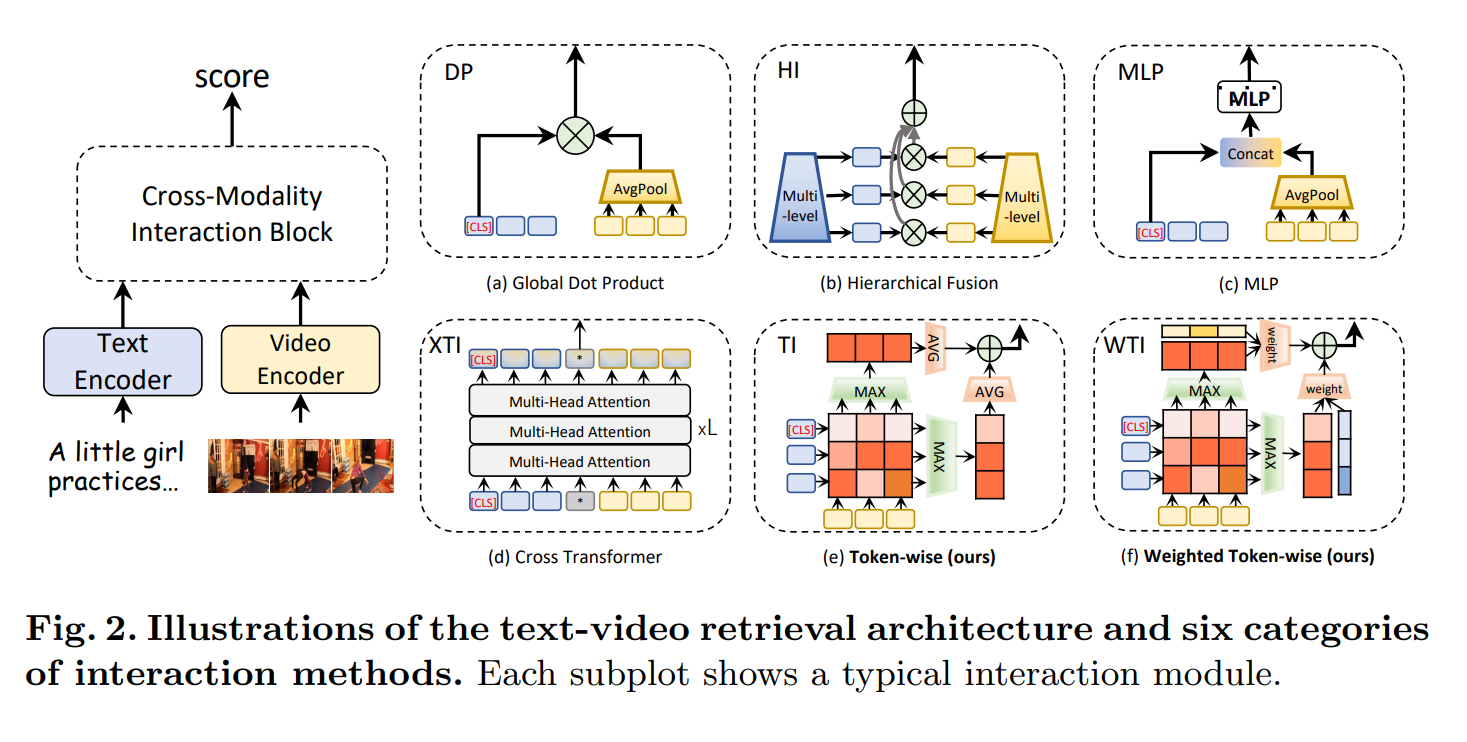 score
Cross-Modality
Interaction Block
Text
Encoder
Video
Encoder
A little girl
practices...
DP
[CLS]
AvgPool
(a) Global Dot Product
HI
Multi
-level
Multi
-level
(b) Hierarchical Fusion
MLP
MLP
Concat
[CLS]
AvgPool
(c) MLP
XTI
[CLS]
*
Multi-Head Attention
Multi-Head Attention
xL
Multi-Head Attention
[CLS]
*
(d) Cross Transformer
TI
AVG
MAX
AVG
[CLS]
MAX
(e) Token-wise (ours)
WTI
weight
MAX
weight
[CLS]
MAX
(f) Weighted Token-wise (ours)
Fig. 2. Illustrations of the text-video retrieval architecture and six categories
of interaction methods. Each subplot shows a typical interaction module.